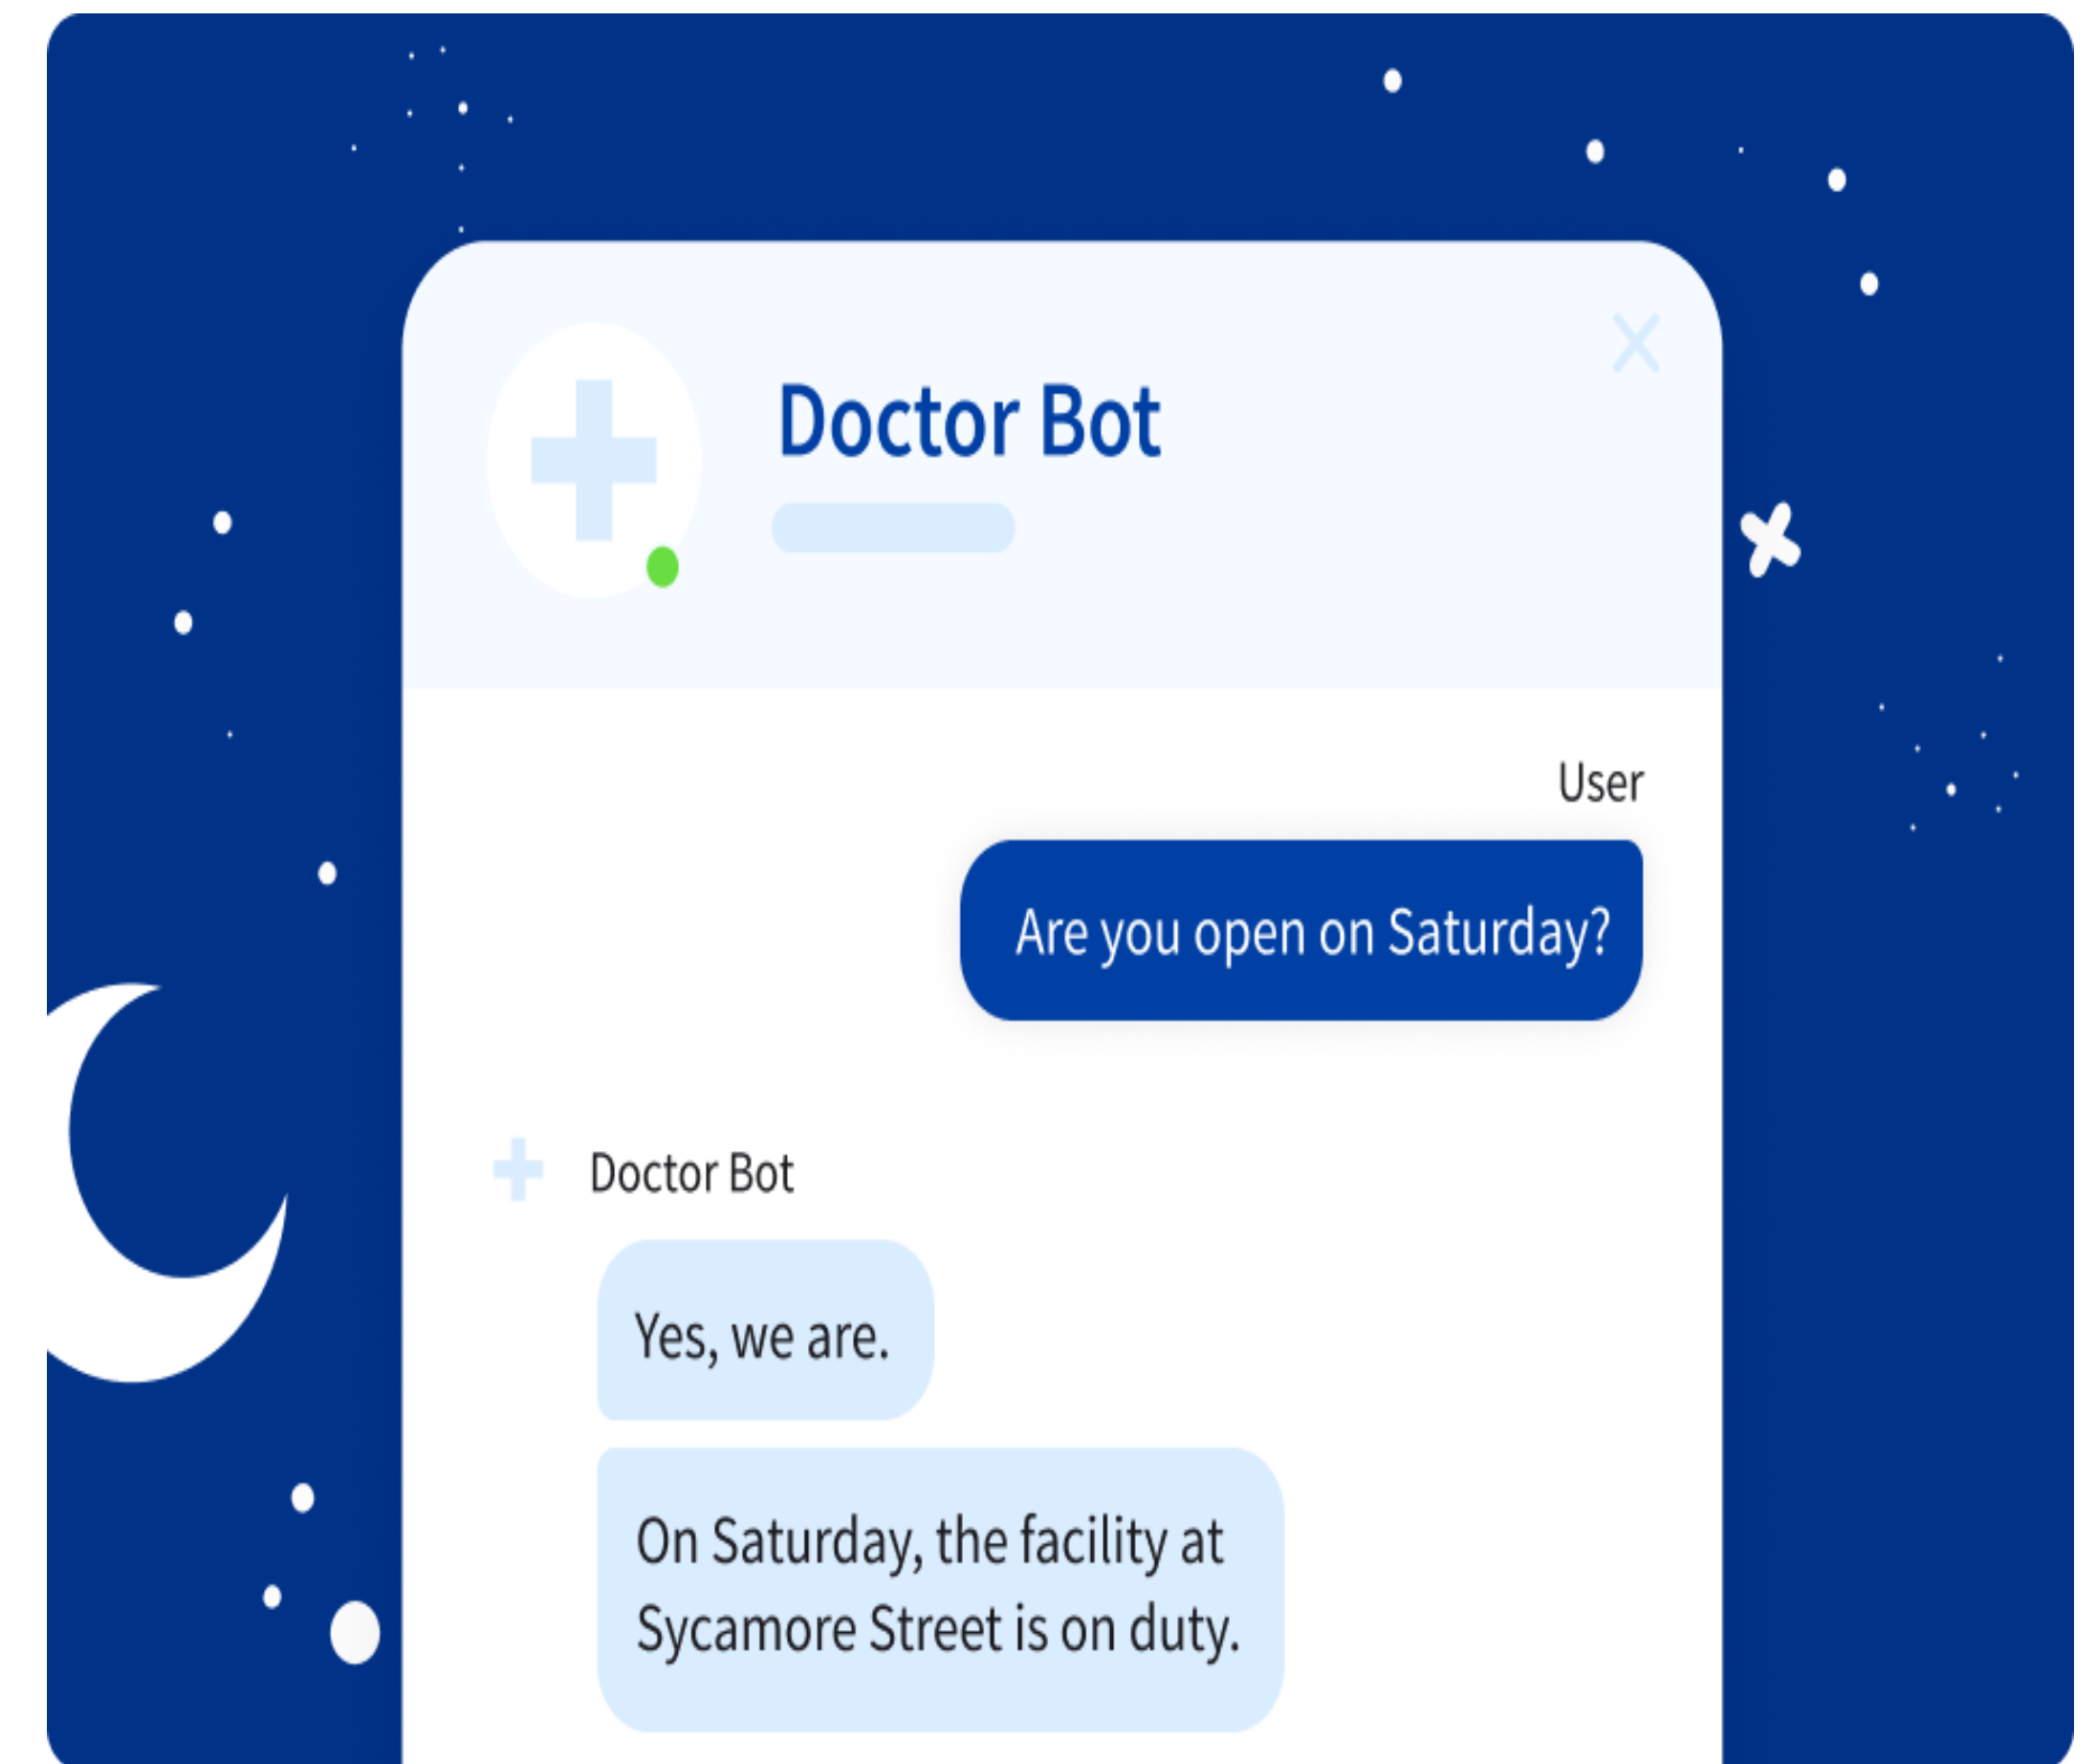 Doctor Bot
User
Are you open on Saturday?
Doctor Bot
Yes, we are.
On Saturday, the facility at
Sycamore Street is on duty.